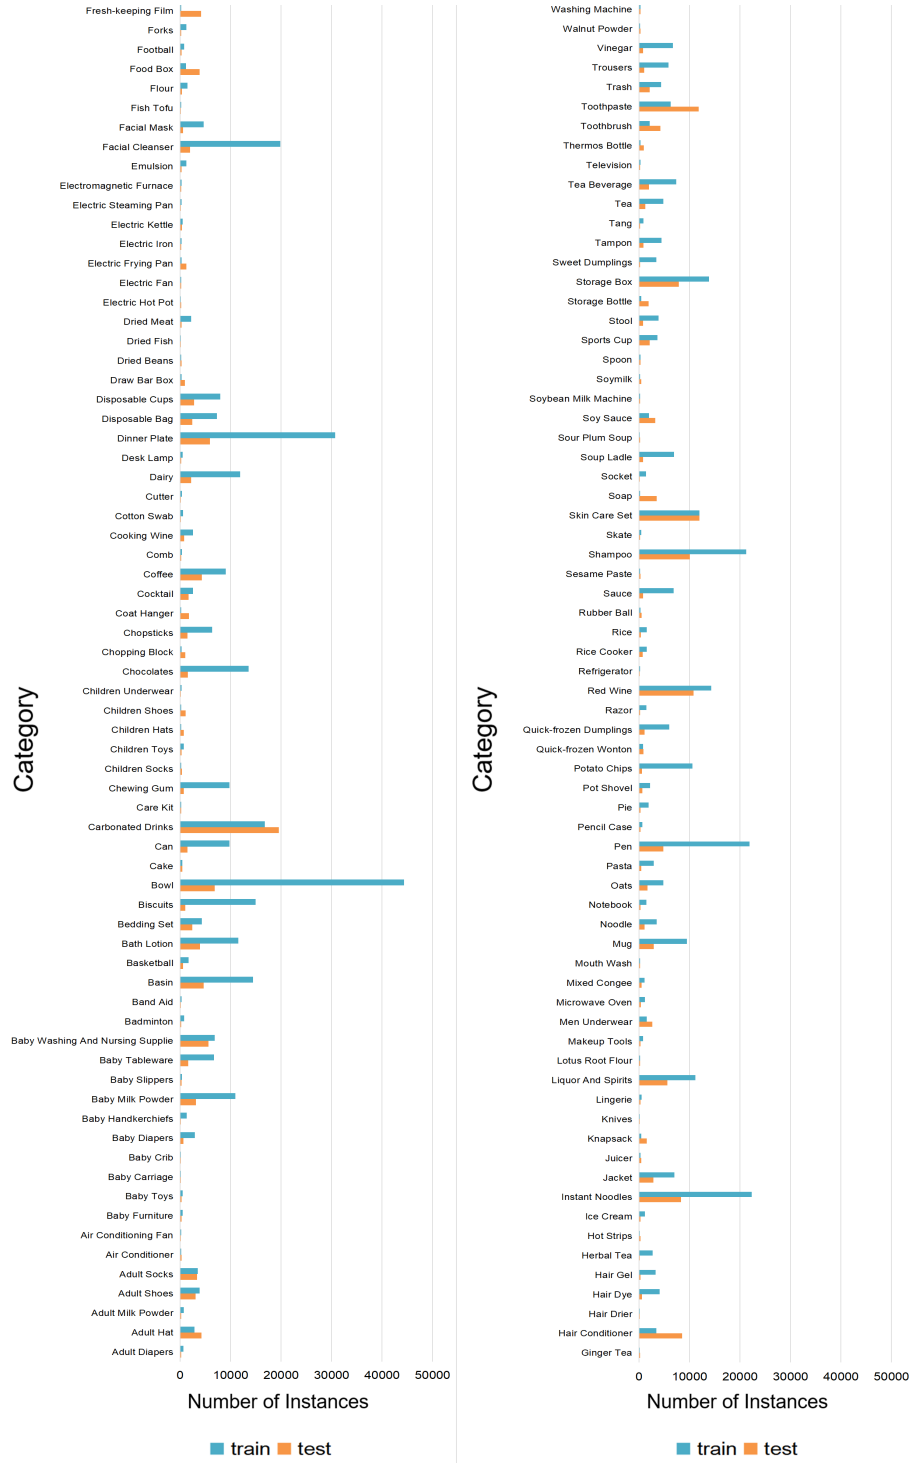 Fresh-keeping Film
Forks
Football
Food Box
Flour
Fish Tofu
Facial Mask
Facial Cleanser
Emulsion
Electromagnetic Furnace
Electric Steaming Pan
Electric Kettle
Electric Iron
Electric Frying Pan
Electric Fan
Electric Hot Pot
Dried Meat
Dried Fish
Dried Beans
Draw Bar Box
Disposable Cups
Disposable Bag
Dinner Plate
Desk Lamp
Dairy
Cutter
Cotton Swab
Cooking Wine
Comb
Coffee
Cocktail
Coat Hanger
Chopsticks
Chopping Block
Chocolates
Children Underwear
Children Shoes
Children Hats
Children Toys
Children Socks
Chewing Gum
Care Kit
Carbonated Drinks
Can
Cake
Bowl
Biscuits
Bedding Set
Bath Lotion
Basketball
Basin
Band Aid
Badminton
Baby Washing And Nursing Supplie
Baby Tableware
Baby Slippers
Baby Milk Powder
Baby Handkerchiefs
Baby Diapers
Baby Crib
Baby Carriage
Baby Toys
Baby Furniture
Air Conditioning Fan
Air Conditioner
Adult Socks
Adult Shoes
Adult Milk Powder
Adult Hat
Adult Diapers
Category
0 10000 20000 30000 40000 50000
Number of Instances
train test
Washing Machine
Walnut Powder
Vinegar
Trousers
Trash
Toothpaste
Toothbrush
Thermos Bottle
Television
Tea Beverage
Tea
Tang
Tampon
Sweet Dumplings
Storage Box
Storage Bottle
Stool
Sports Cup
Spoon
Soymilk
Soybean Milk Machine
Soy Sauce
Sour Plum Soup
Soup Ladle
Socket
Soap
Skin Care Set
Skate
Shampoo
Sesame Paste
Sauce
Rubber Ball
Rice
Rice Cooker
Refrigerator
Red Wine
Razor
Quick-frozen Dumplings
Quick-frozen Wonton
Potato Chips
Pot Shovel
Pie
Pencil Case
Pen
Pasta
Oats
Notebook
Noodle
Mug
Mouth Wash
Mixed Congee
Microwave Oven
Men Underwear
Makeup Tools
Lotus Root Flour
Liquor And Spirits
Lingerie
Knives
Knapsack
Juicer
Jacket
Instant Noodles
Ice Cream
Hot Strips
Herbal Tea
Hair Gel
Hair Dye
Hair Drier
Hair Conditioner
Ginger Tea
Category
0 10000 20000 30000 40000 50000
Number of Instances
train test